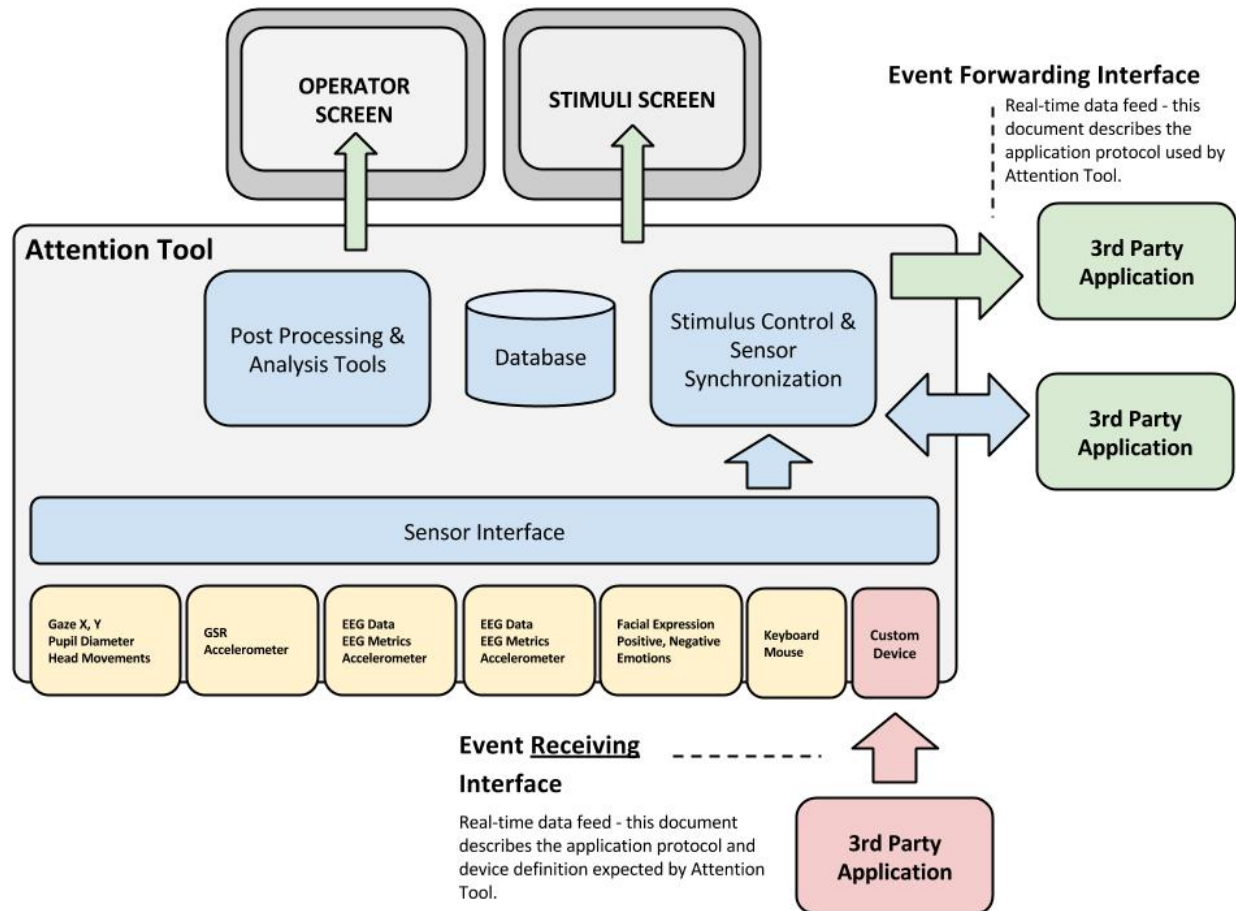 OPERATOR
SCREEN
STIMULI SCREEN
Event Forwarding Interface
Real-time data feed - this
document describes the
application protocol used by
Attention Tool.
Attention Tool
3rd Party
Application
Post Processing &
Analysis Tools
Database
Stimulus Control &
Sensor
Synchronization
3rd Party
Application
Sensor Interface
Gaze X, Y
Pupil Diameter
Head Movements
GSR
Accelerometer
EEG Data
EEG Metrics
Accelerometer
EEG Data
EEG Metrics
Accelerometer
Facial Expression
Positive, Negative
Emotions
Keyboard
Mouse
Custom
Device
Event Receiving
Interface
Real-time data feed - this document
describes the application protocol and
device definition expected by Attention
Tool.
3rd Party
Application